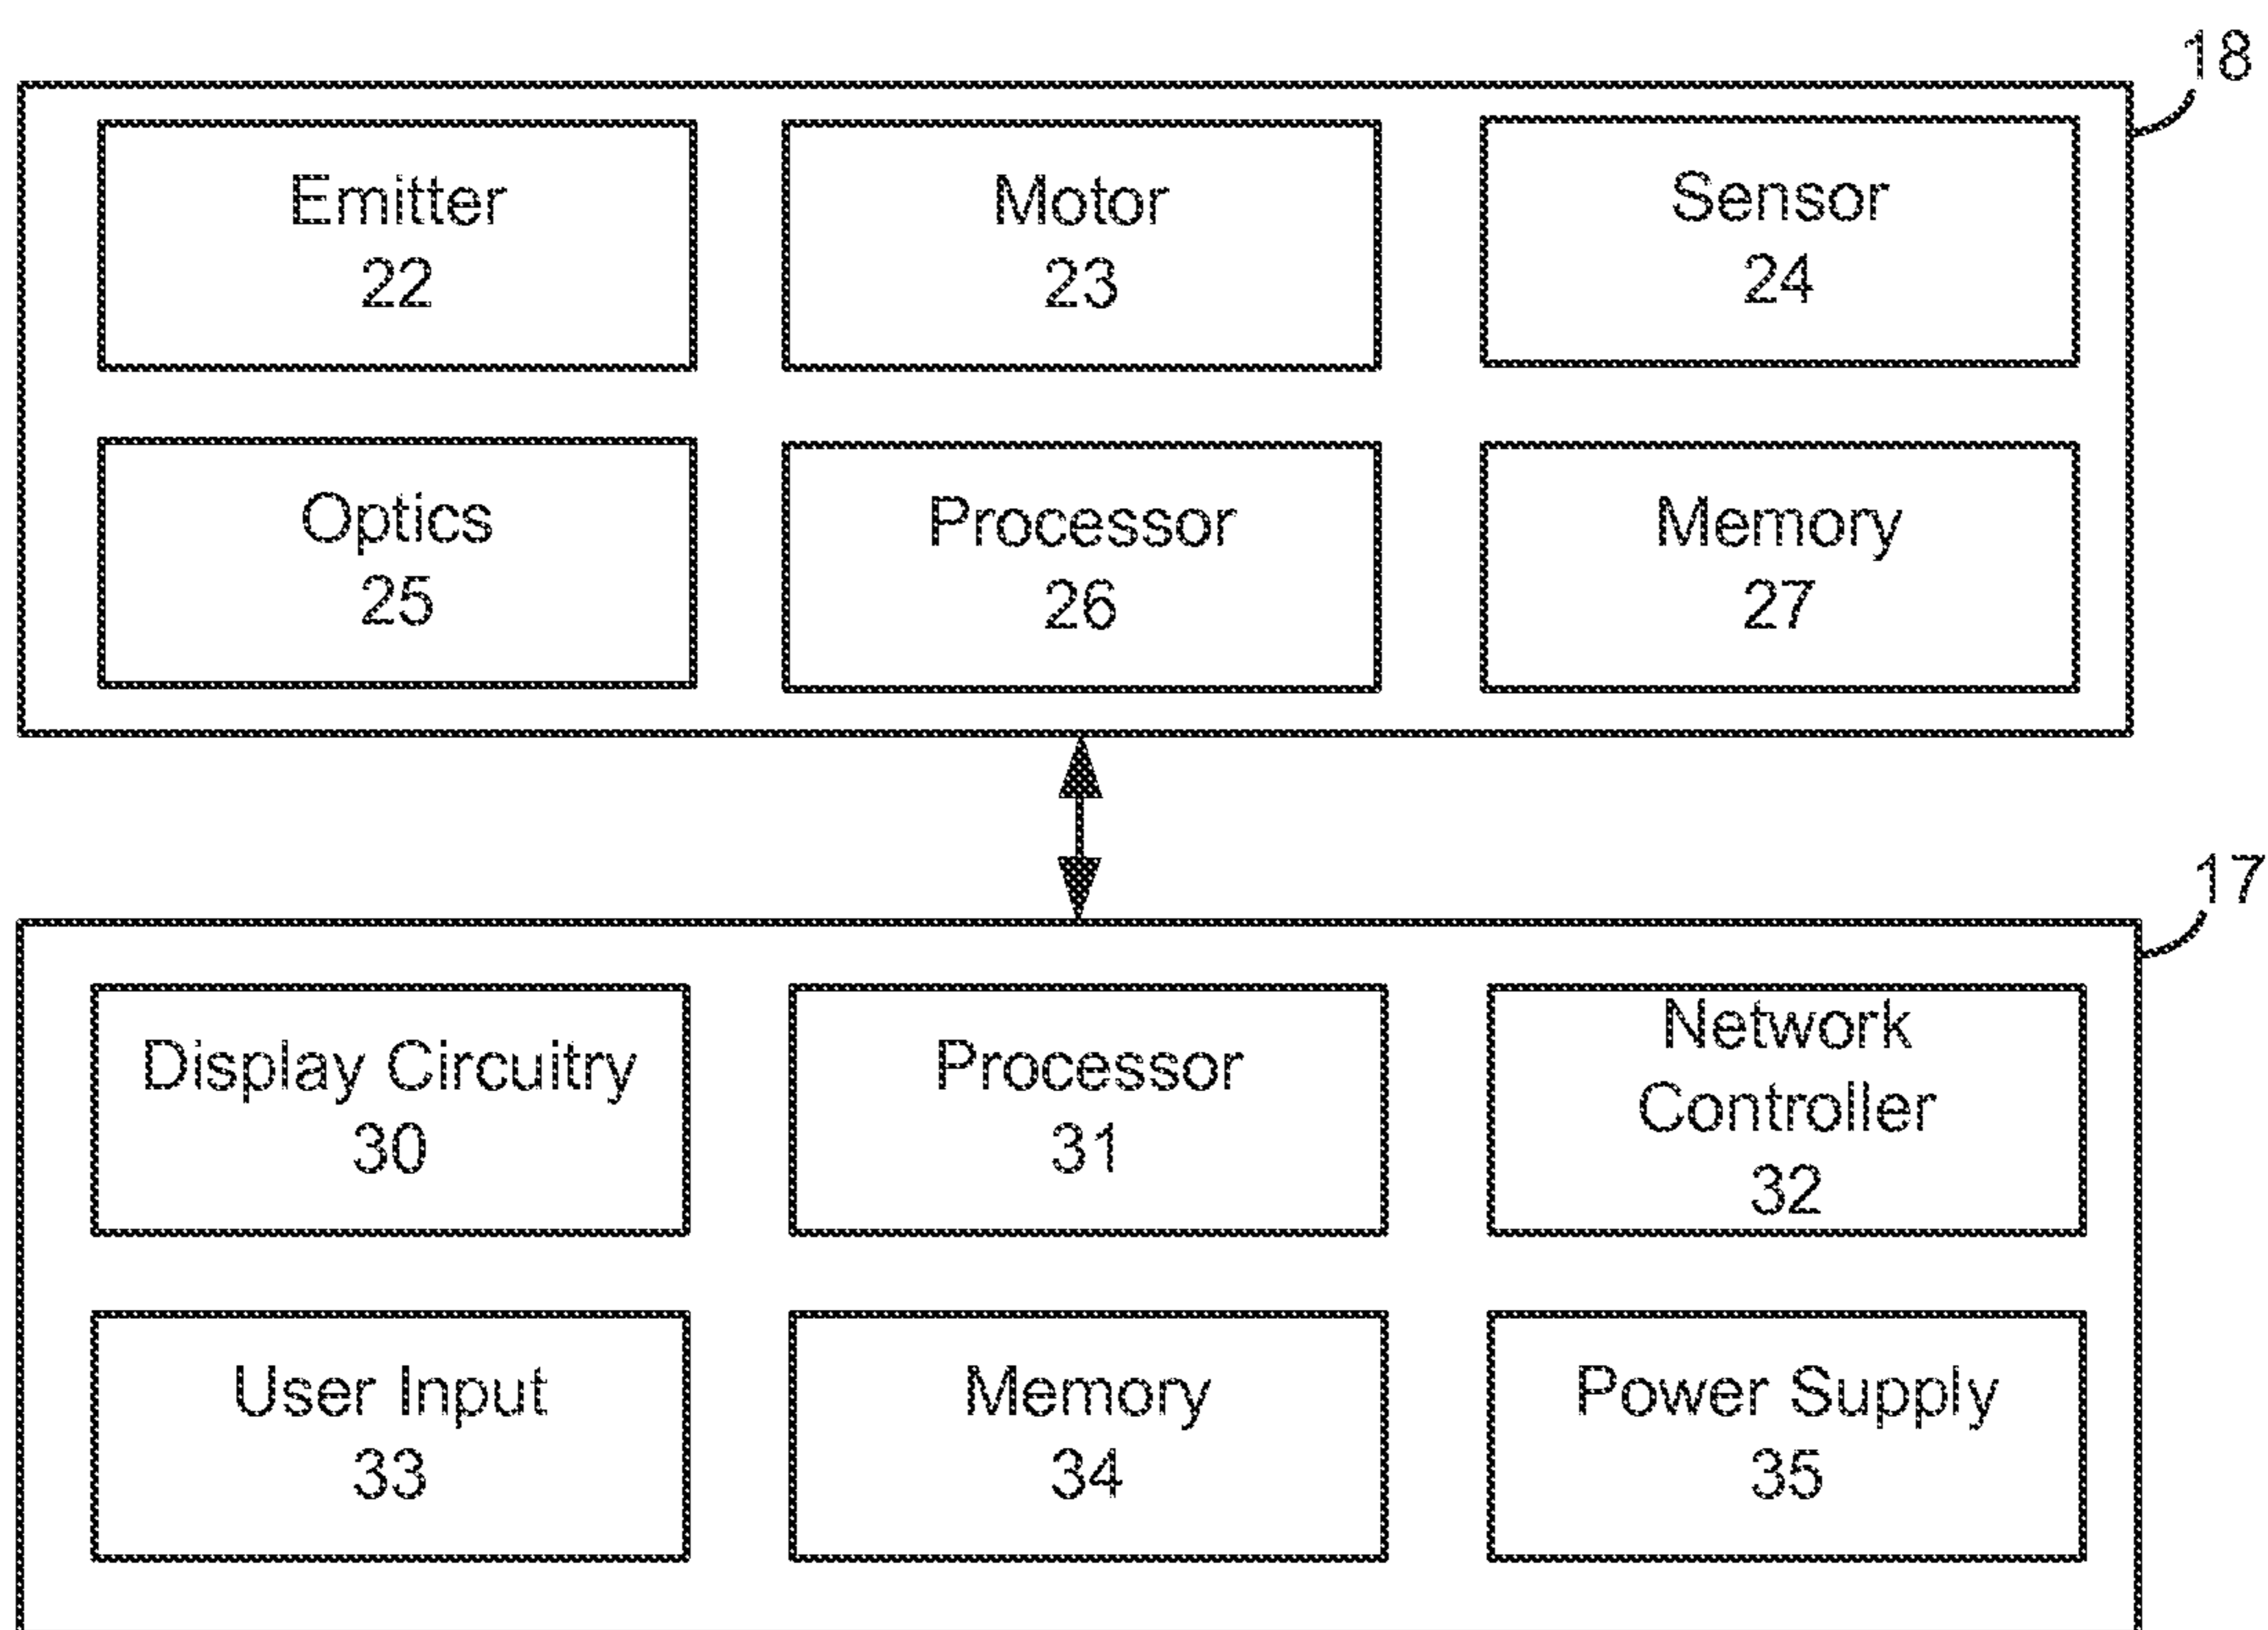 18
Emitter
22
Motor
23
Sensor
24
Optics
25
Processor
26
Memory
27
17
Display Circuitry
30
Processor
31
Network
Controller
32
User Input
33
Memory
34
Power Supply
35